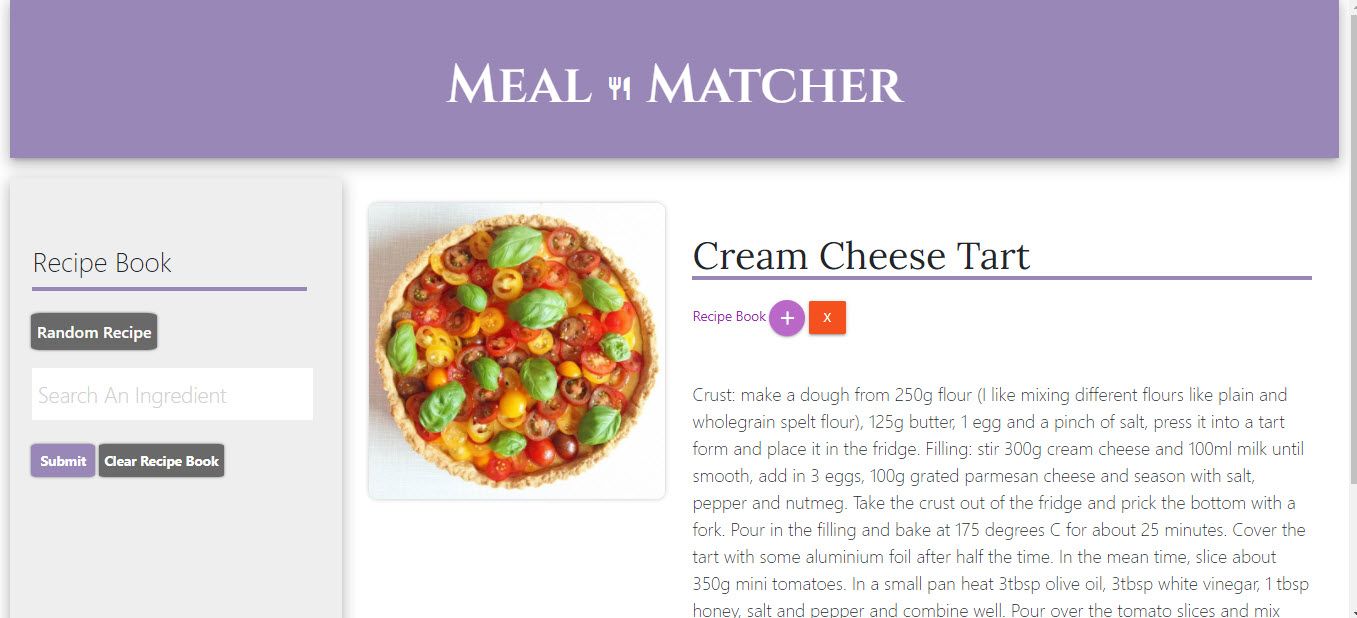 MEAL MATCHER
Recipe Book
Random Recipe
Search An Ingredient
Submit
Clear Recipe Book
Cream Cheese Tart
Recipe Book
+
X
Crust: make a dough from 250g flour (I like mixing different flours like plain and
wholegrain spelt flour), 125g butter, 1 egg and a pinch of salt, press it into a tart
form and place it in the fridge. Filling: stir 300g cream cheese and 100ml milk until
smooth, add in 3 eggs, 100g grated parmesan cheese and season with salt,
pepper and nutmeg. Take the crust out of the fridge and prick the bottom with a
fork. Pour in the filling and bake at 175 degrees C for about 25 minutes. Cover the
tart with some aluminium foil after half the time. In the mean time, slice about
350g mini tomatoes. In a small pan heat 3tbsp olive oil, 3tbsp white vinegar, 1 tbsp
honey, salt and pepper and combine well. Pour over the tomato slices and mix